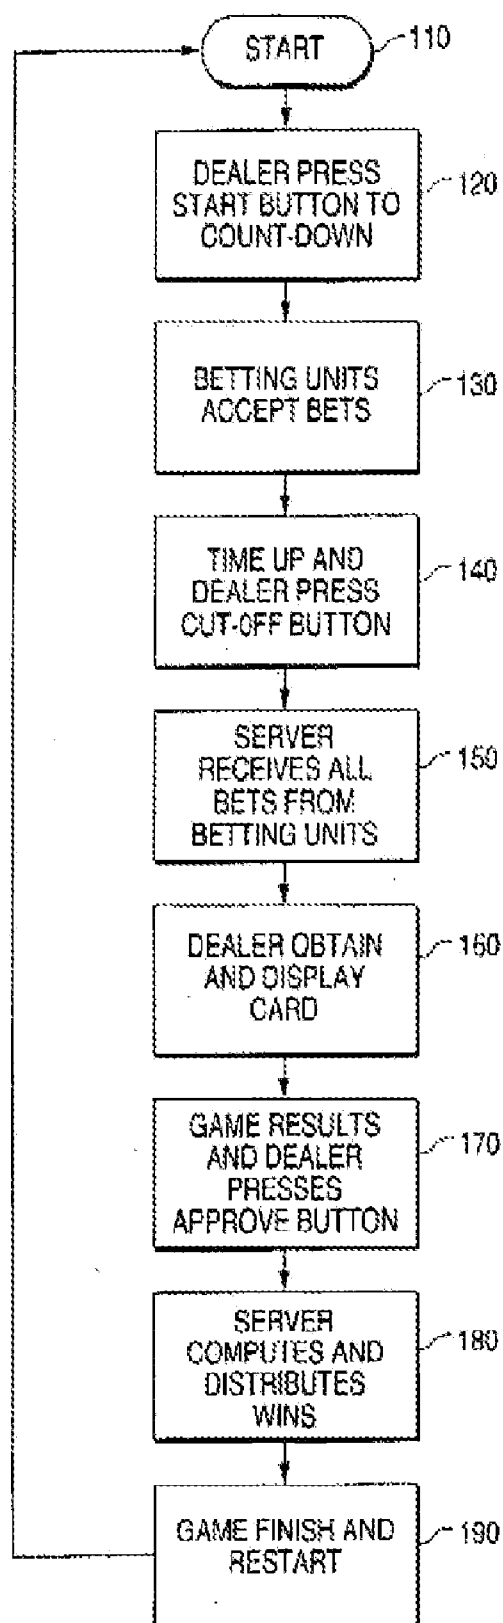 START
110
DEALER PRESS
START BUTTON TO
COUNT-DOWN
120
BETTING UNITS
ACCEPT BETS
130
TIME UP AND
DEALER PRESS
CUT-OFF BUTTON
140
SERVER
RECEIVES ALL
BETS FROM
BETTING UNITS
150
DEALER OBTAIN
AND DISPLAY
CARD
160
GAME RESULTS
AND DEALER
PRESSES
APPROVE BUTTON
170
SERVER
COMPUTES AND
DISTRIBUTES
WINS
180
GAME FINISH AND
RESTART
190